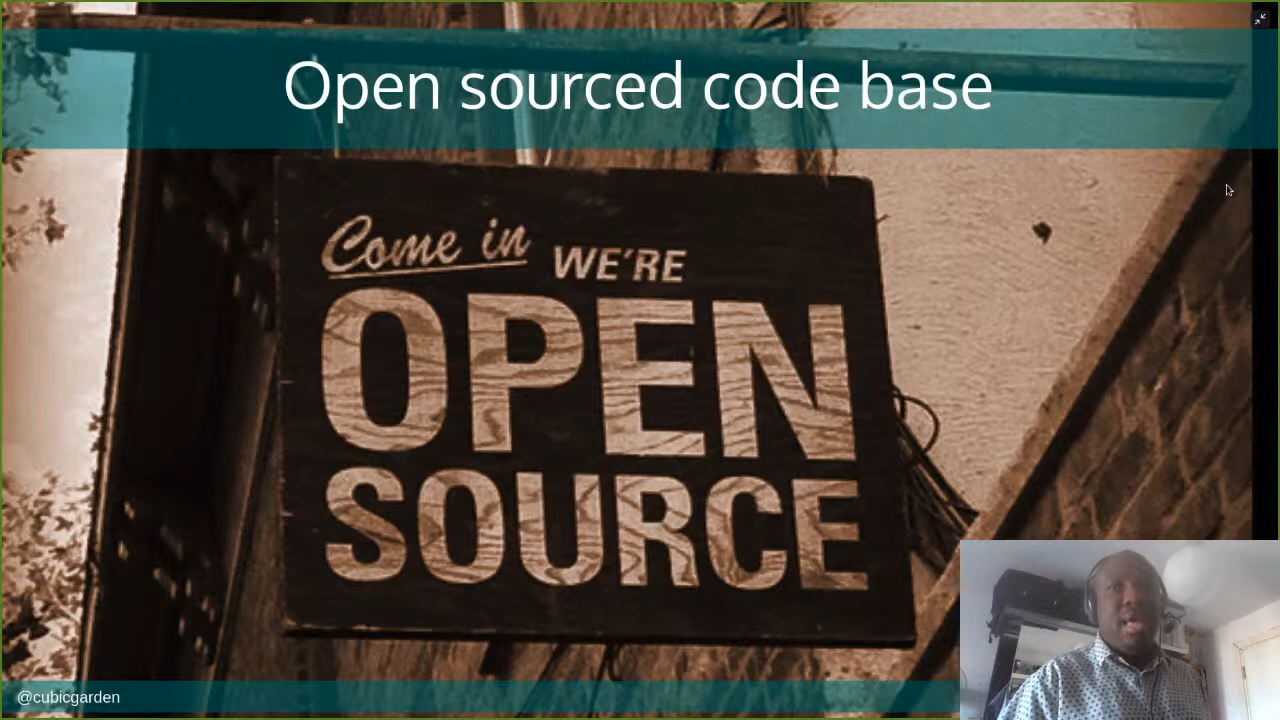 Open sourced code base
Come in WE'RE
OPEN
SOURCE
@cubicgarden